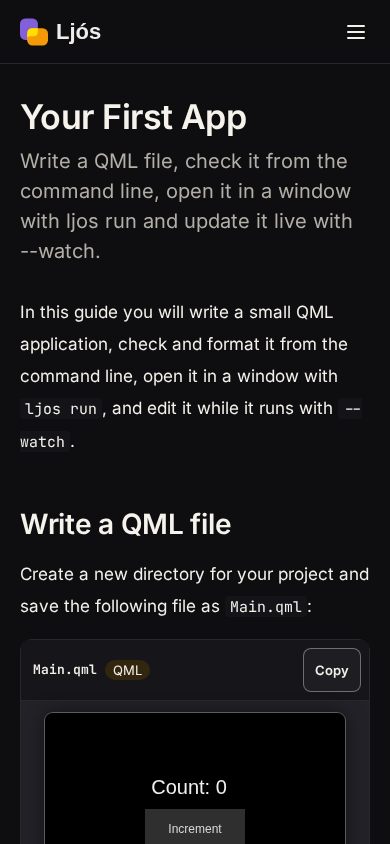 Ljós
Your First App
Write a QML file, check it from the
command line, open it in a window
with ljos run and update it live with
--watch.
In this guide you will write a small QML
application, check and format it from the
command line, open it in a window with
ljos run, and edit it while it runs with --
watch.
Write a QML file
Create a new directory for your project and
save the following file as Main.qml:
Main.qml QML Copy
Count: 0
Increment